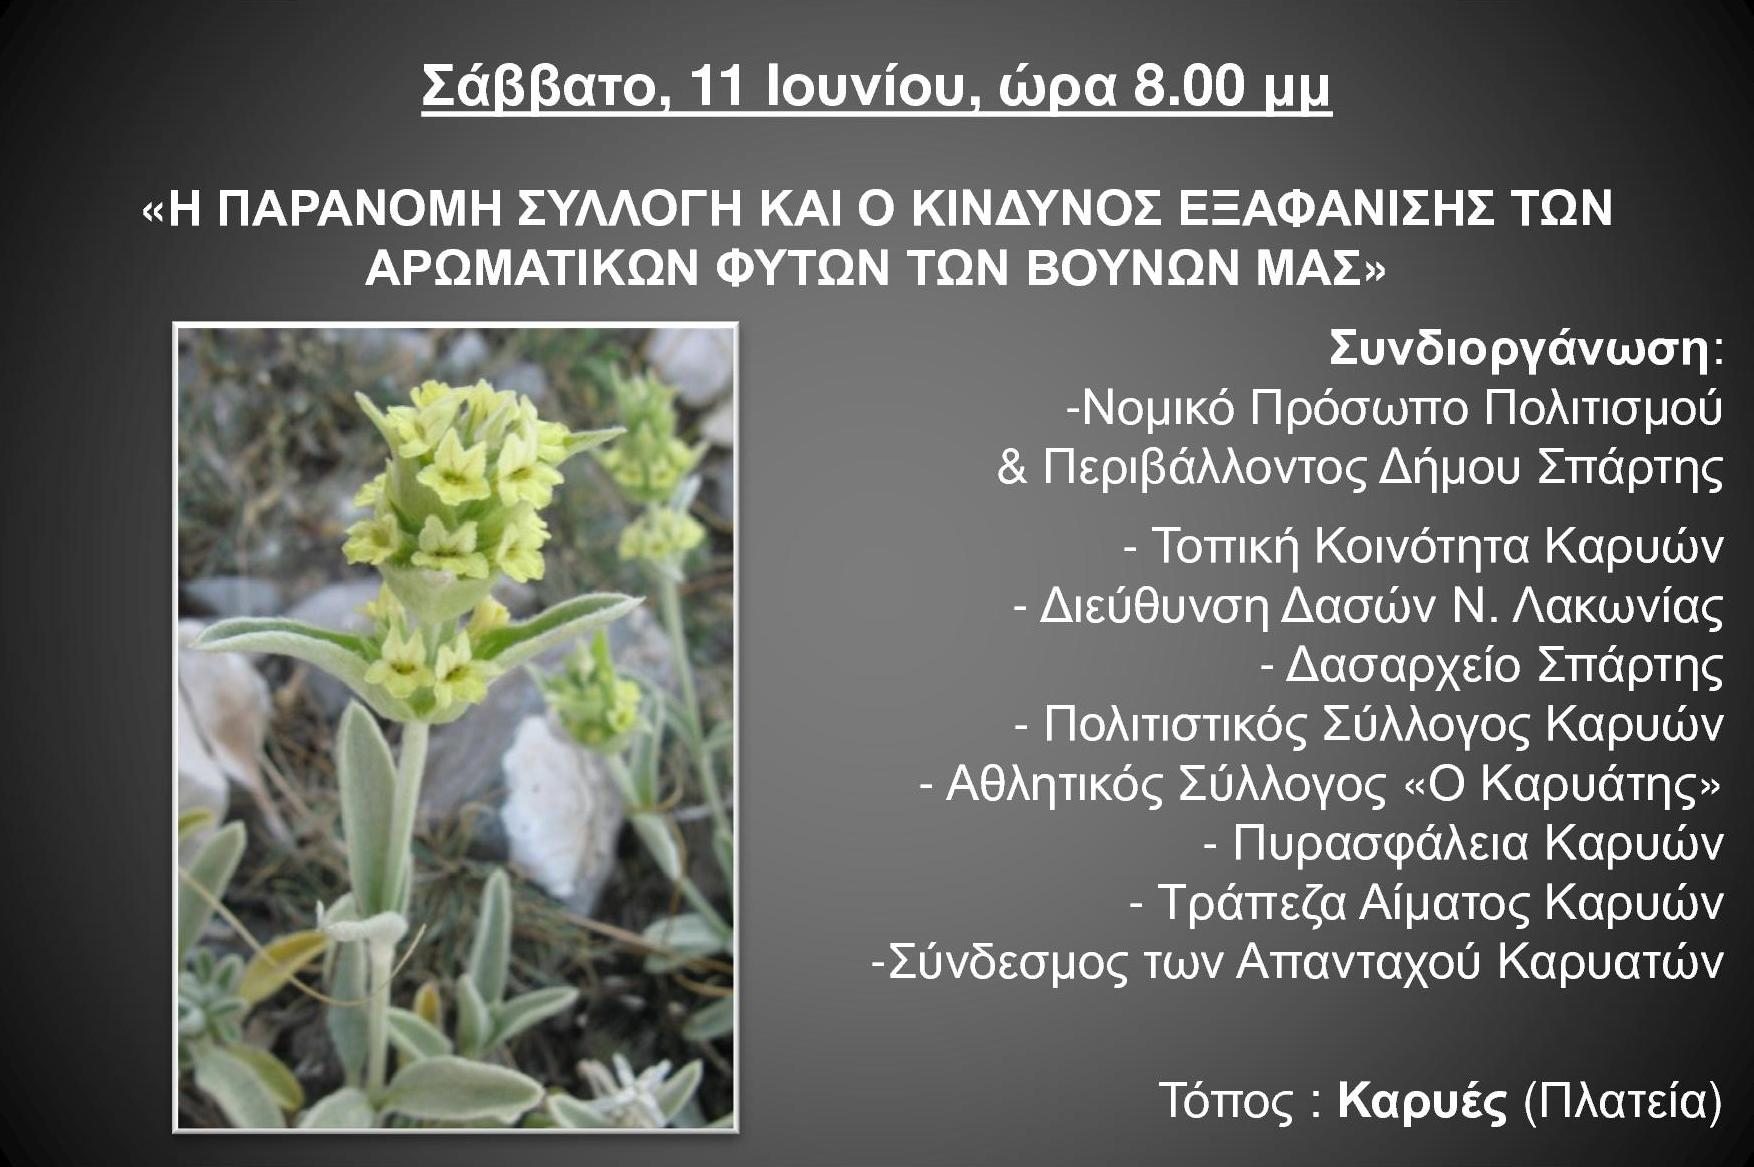 Σάββατο, 11 Ιουνίου, ώρα 8.00 μμ
«Η ΠΑΡΑΝΟΜΗ ΣΥΛΛΟΓΗ ΚΑΙ Ο ΚΙΝΔΥΝΟΣ ΕΞΑΦΑΝΙΣΗΣ ΤΩΝ
ΑΡΩΜΑΤΙΚΩΝ ΦΥΤΩΝ ΤΩΝ ΒΟΥΝΩΝ ΜΑΣ»
Συνδιοργάνωση:
-Νομικό Πρόσωπο Πολιτισμού
& Περιβάλλοντος Δήμου Σπάρτης
- Τοπική Κοινότητα Καρυών
- Διεύθυνση Δασών Ν. Λακωνίας
- Δασαρχείο Σπάρτης
- Πολιτιστικός Σύλλογος Καρυών
- Αθλητικός Σύλλογος «Ο Καρυάτης»
- Πυρασφάλεια Καρυών
- Τράπεζα Αίματος Καρυών
-Σύνδεσμος των Απανταχού Καρυατών
Τόπος : Καρυές (Πλατεία)